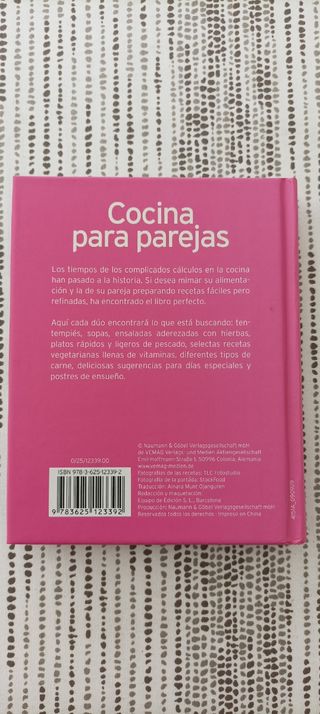 Cocina
para parejas
Los tiempos de los complicados cálculos en la cocina
han pasado a la historia. Si desea mimar su alimenta-
ción y la de su pareja preparando recetas fáciles pero
refinadas, ha encontrado el libro perfecto.
Aquí cada dúo encontrará lo que está buscando: ten-
tempiés, sopas, ensaladas aderezadas con hierbas,
platos rápidos y ligeros de pescado, selectas recetas
vegetarianas llenas de vitaminas, diferentes tipos de
carne, deliciosas sugerencias para días especiales y
postres de ensueño.
0/25/12339.00
ISBN 978-3-625-12339-2
9 783625 123392
© Naumann & Göbel Verlagsgesellschaft mbH
de VEMAG Verlags- und Medien Aktiengesellschaft
Emil-Hoffmann-Straße 1, 50996 Colonia, Alemania
www.vemag-medien.de
Fotografías de las recetas: TLC Fotostudio
Fotografía de la portada: StockFood
Traducción: Ainara Munt Ojanguren
Redacción y maquetación:
Equipo de Edición S. L., Barcelona
Producción: Naumann & Göbel Verlagsgesellschaft mbH
Reservados todos los derechos - Impreso en China